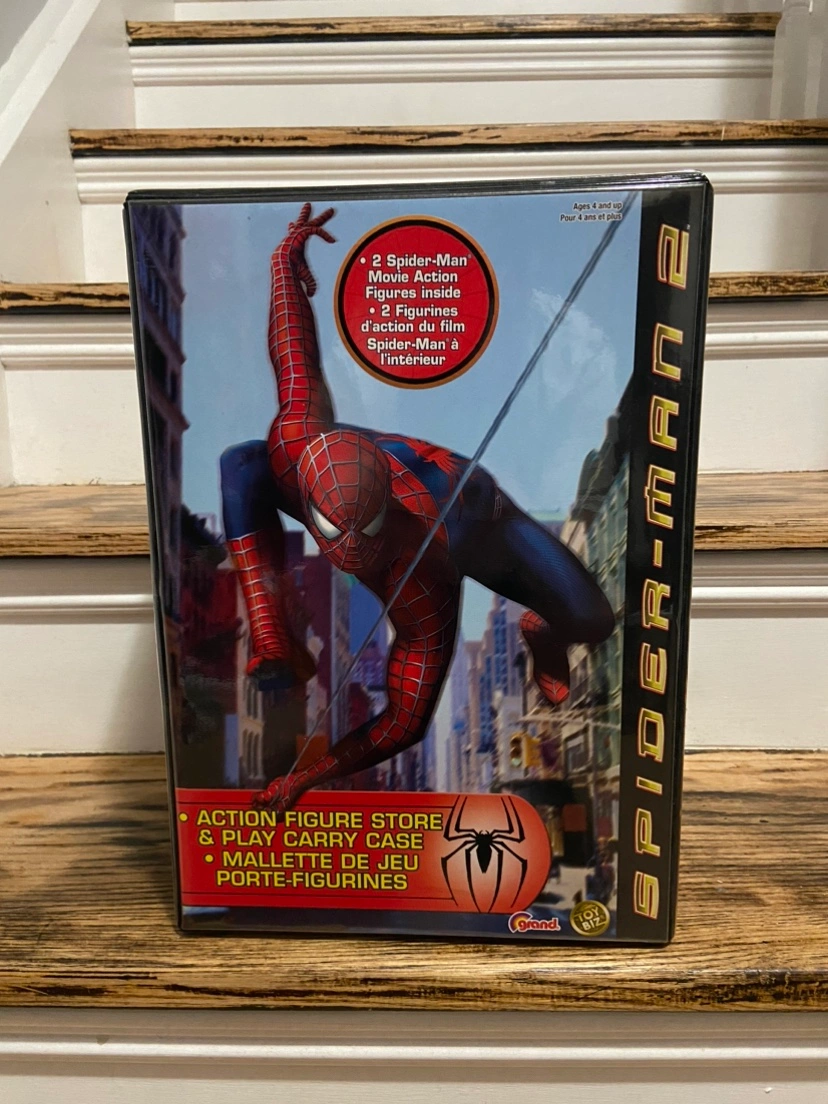 Ages 4 and up
Pour 4 ans et plus
• 2 Spider-Man®
Movie Action
Figures inside
• 2 Figurines
d'action du film
Spider-Man® à
l'intérieur
SPIDER-MAN 2
• ACTION FIGURE STORE
& PLAY CARRY CASE
• MALLETTE DE JEU
PORTE-FIGURINES
grand
TOY
BIZ